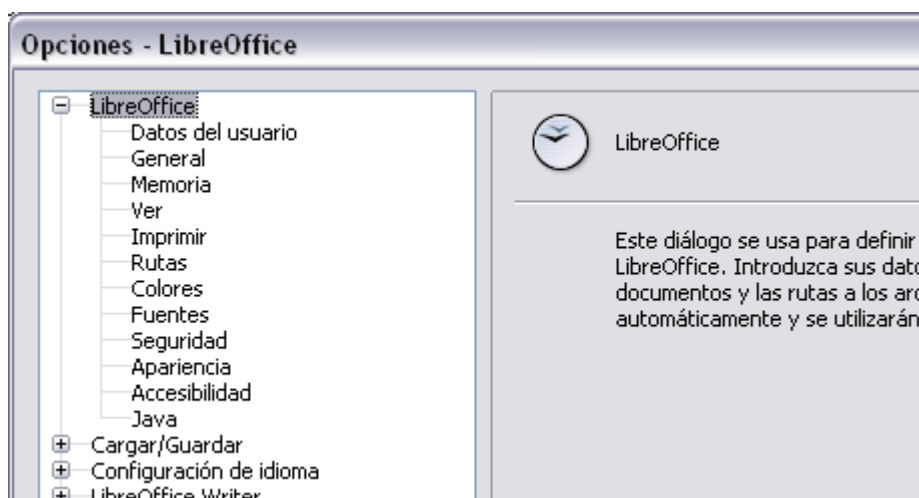 Opciones - LibreOffice
LibreOffice
Datos del usuario
General
Memoria
Ver
Imprimir
Rutas
Colores
Fuentes
Seguridad
Apariencia
Accesibilidad
Java
Cargar/Guardar
Configuración de idioma
LibreOffice Writer
LibreOffice
Este diálogo se usa para definir
LibreOffice. Introduzca sus
documentos y las rutas a los
automáticamente y se utilizarán